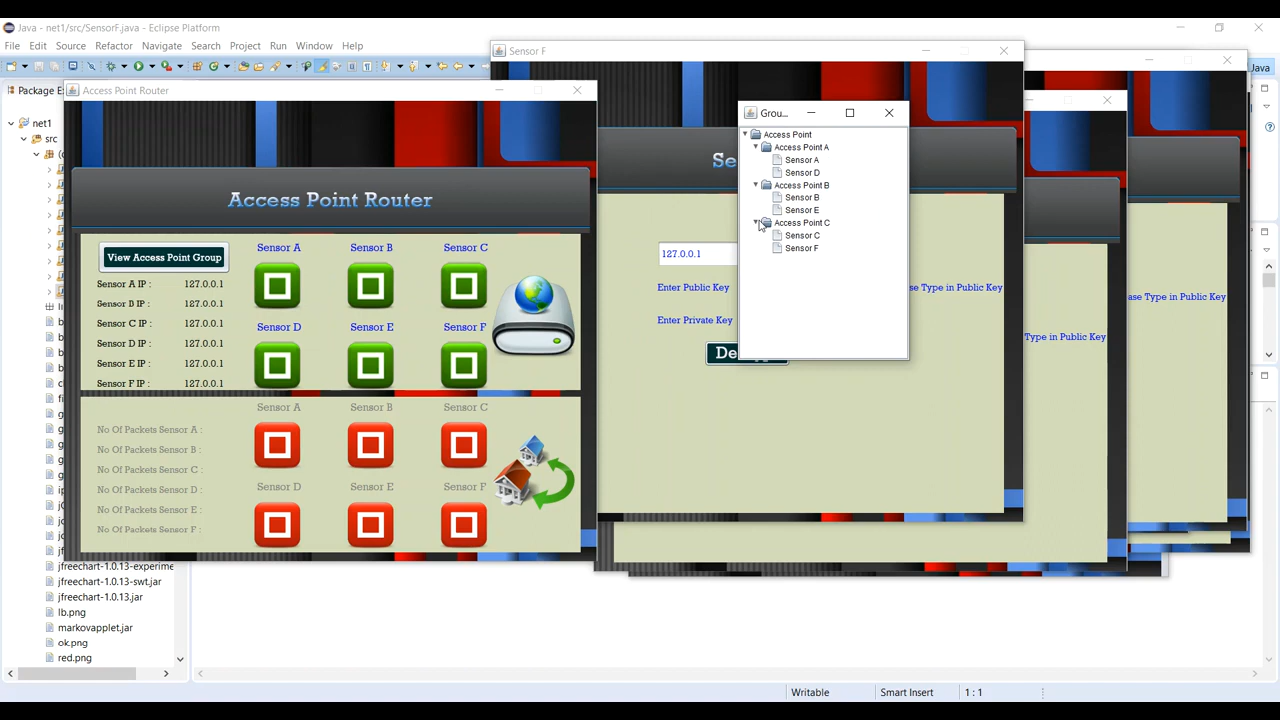 Java - net1/src/SensorF.java - Eclipse Platform
File Edit Source Refactor Navigate Search Project Run Window Help
Java
Package E
net1
src
jfreechart-1.0.13-experime
jfreechart-1.0.13-swt.jar
jfreechart-1.0.13.jar
lb.png
markovapplet.jar
ok.png
red.png
Access Point Router
Access Point Router
View Access Point Group
Sensor A Sensor B Sensor C
Sensor A IP : 127.0.0.1
Sensor B IP : 127.0.0.1
Sensor C IP : 127.0.0.1
Sensor D Sensor E Sensor F
Sensor D IP : 127.0.0.1
Sensor E IP : 127.0.0.1
Sensor F IP : 127.0.0.1
Sensor A Sensor B Sensor C
No Of Packets Sensor A :
No Of Packets Sensor B :
No Of Packets Sensor C :
Sensor D Sensor E Sensor F
No Of Packets Sensor D :
No Of Packets Sensor E :
No Of Packets Sensor F :
Sensor F
Se
127.0.0.1
Enter Public Key
se Type in Public Key
Enter Private Key
De
Grou...
Access Point
Access Point A
Sensor A
Sensor D
Access Point B
Sensor B
Sensor E
Access Point C
Sensor C
Sensor F
Type in Public Key
ase Type in Public Key
Writable Smart Insert 1 : 1